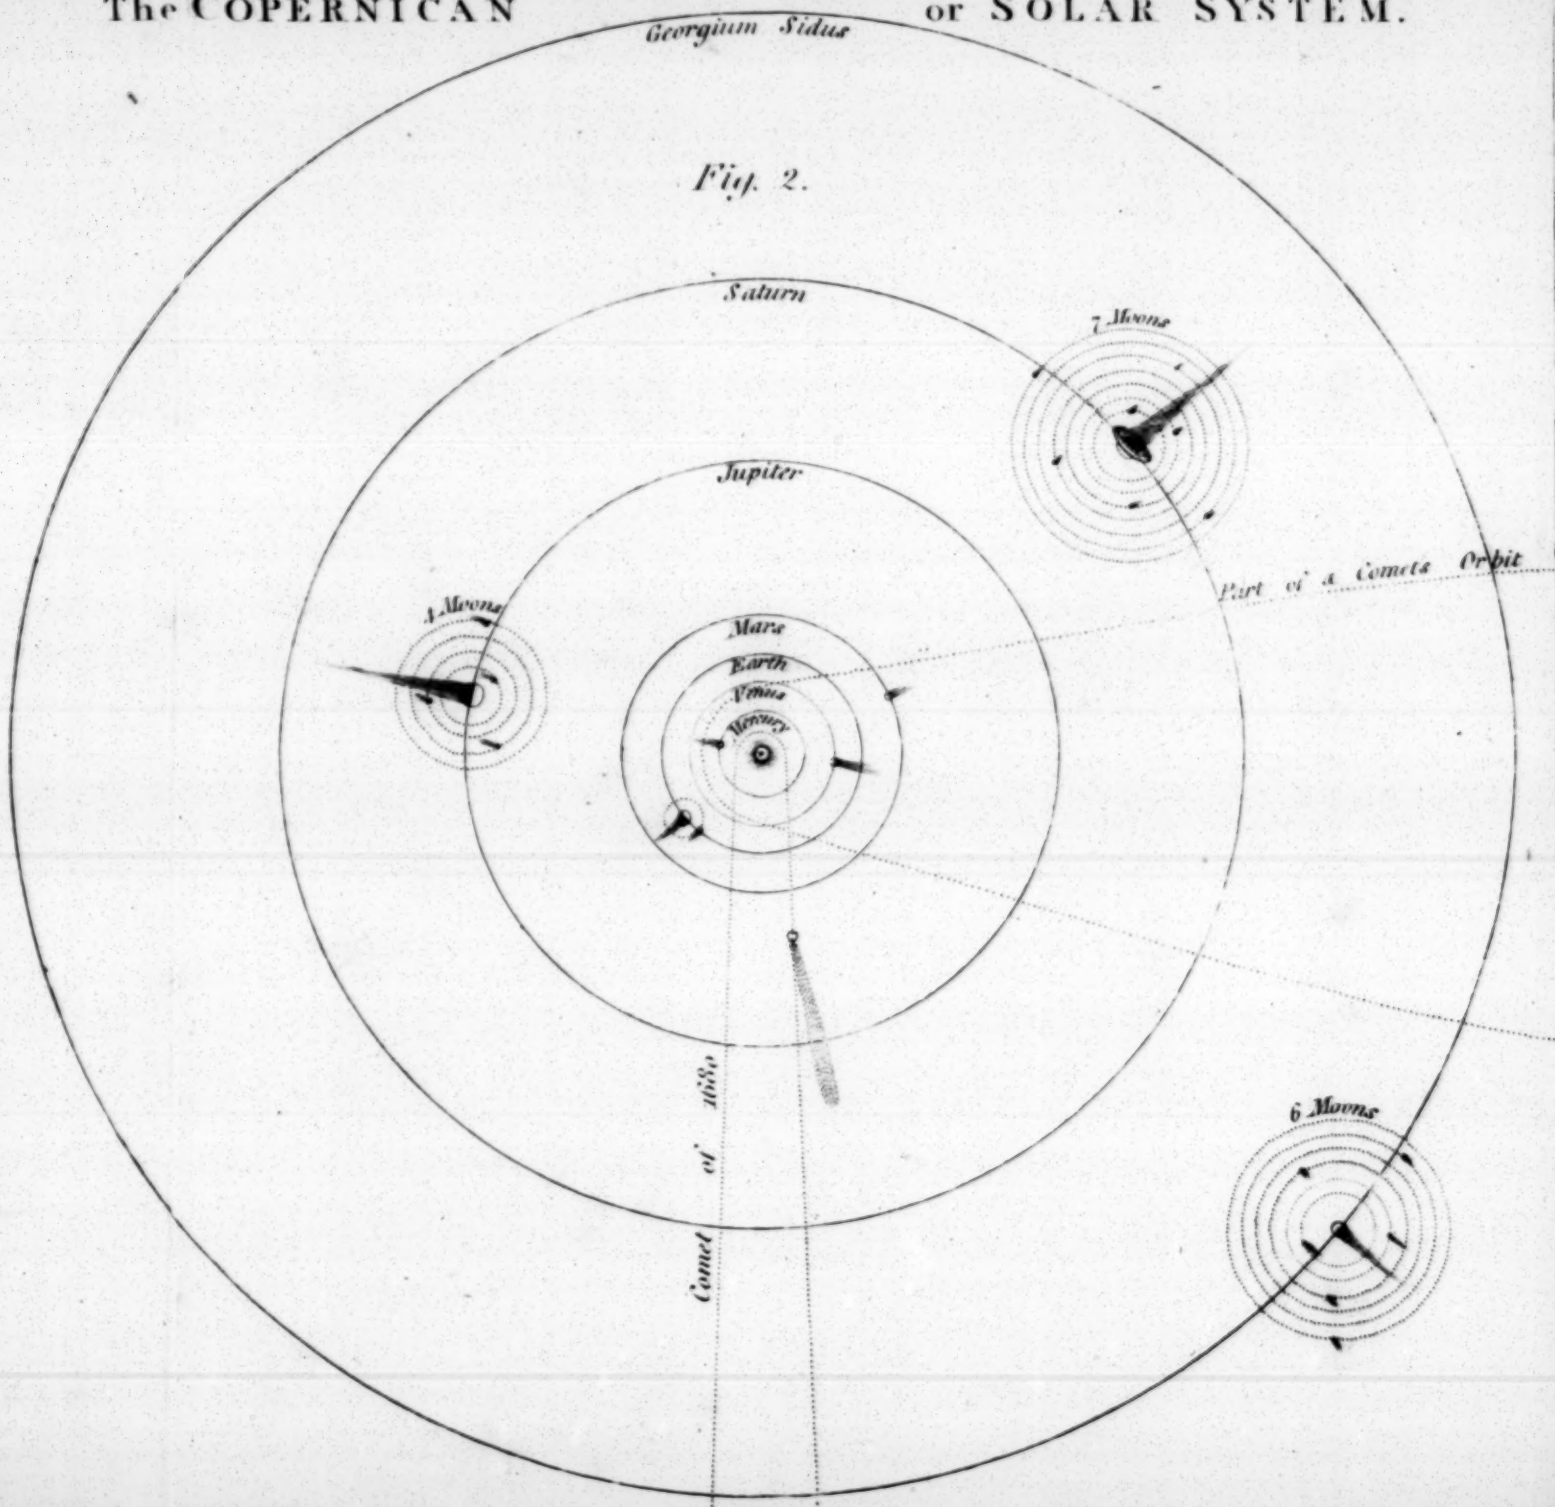 The COPERNICAN or SOLAR SYSTEM.
Georgium Sidus
Fig. 2.
Saturn
7 Moons
Jupiter
Part of a Comets Orbit
4 Moons
Mars
Earth
Venus
Mercury
Comet of 1680
6 Moons